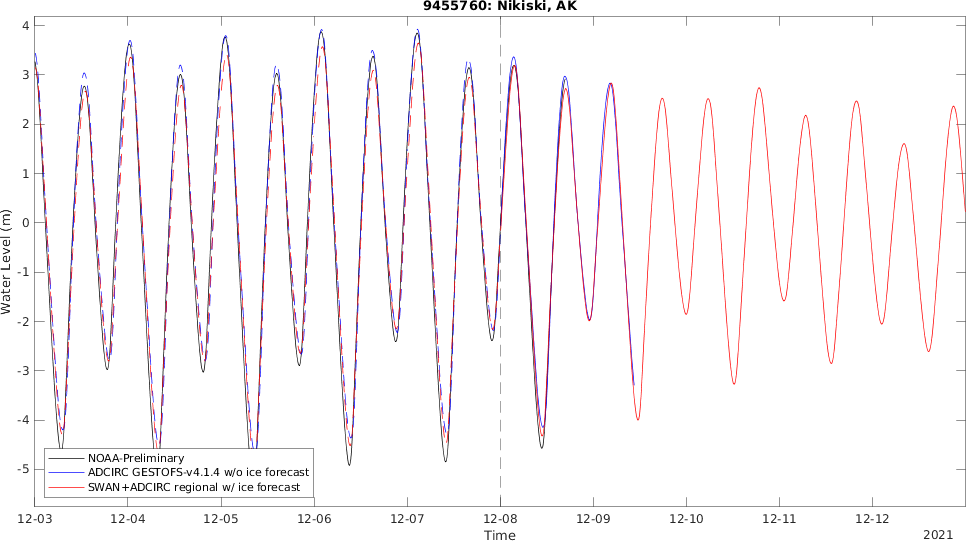 9455760: Nikiski, AK
4
3
2
1
0
-1
-2
-3
-4
-5
Water Level (m)
NOAA-Preliminary
ADCIRC GESTOFS-v4.1.4 w/o ice forecast
SWAN+ADCIRC regional w/ ice forecast
12-03 12-04 12-05 12-06 12-07 12-08 12-09 12-10 12-11 12-12
Time
2021